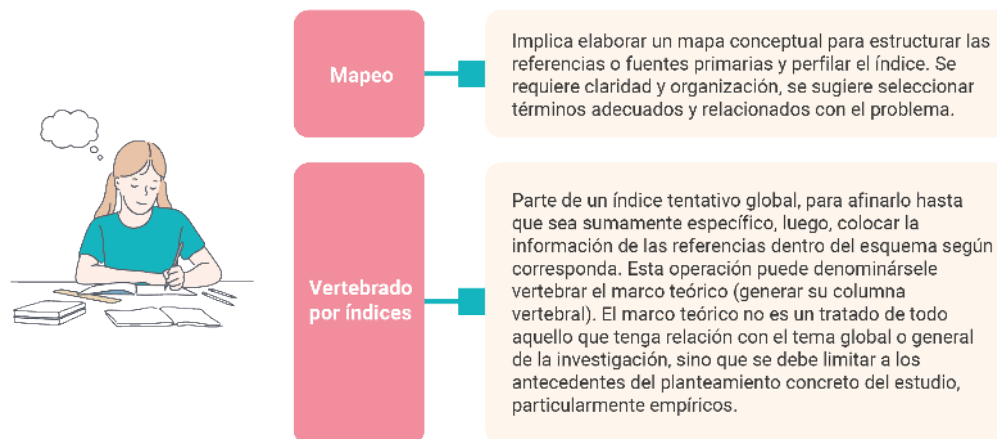 Mapeo
Implica elaborar un mapa conceptual para estructurar las
referencias o fuentes primarias y perfilar el índice. Se
requiere claridad y organización, se sugiere seleccionar
términos adecuados y relacionados con el problema.
Vertebrado
por índices
Parte de un índice tentativo global, para afinarlo hasta
que sea sumamente específico, luego, colocar la
información de las referencias dentro del esquema según
corresponda. Esta operación puede denominársele
vertebrar el marco teórico (generar su columna
vertebral). El marco teórico no es un tratado de todo
aquello que tenga relación con el tema global o general
de la investigación, sino que se debe limitar a los
antecedentes del planteamiento concreto del estudio,
particularmente empíricos.